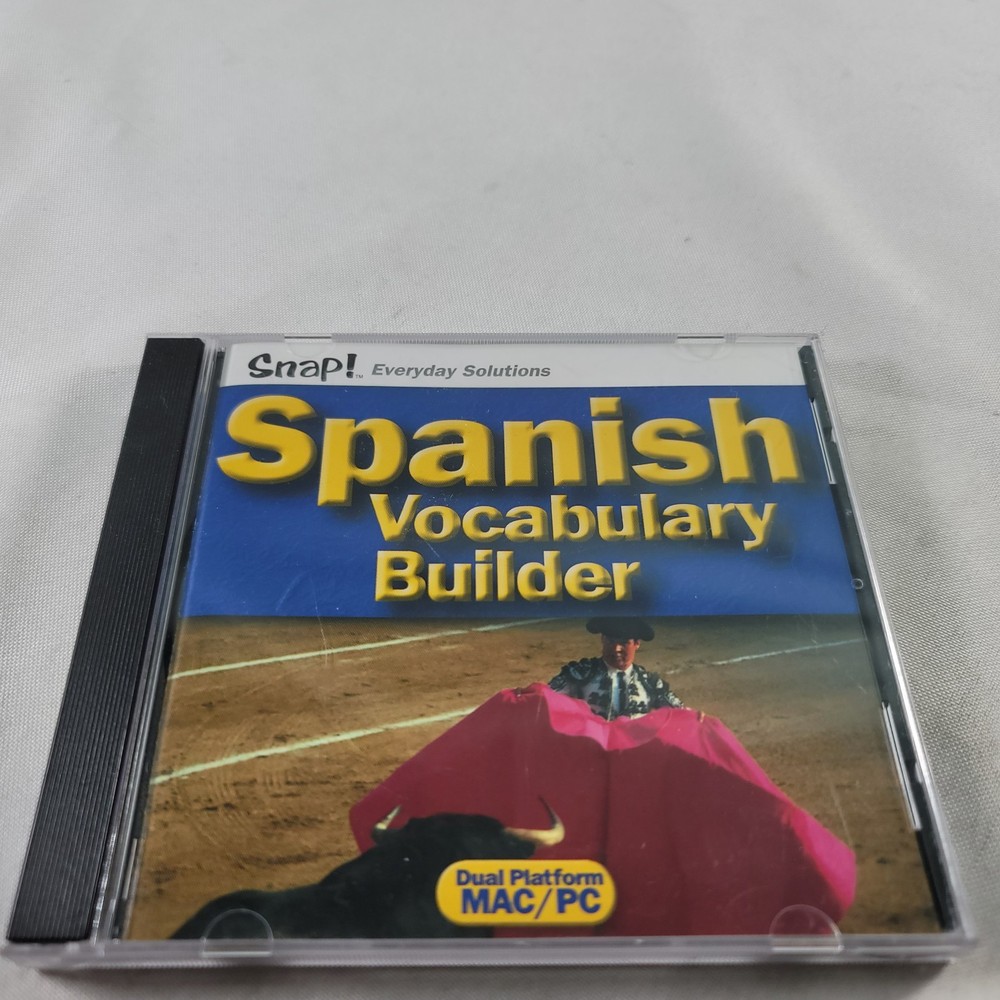 Snap!™ Everyday Solutions
Spanish
Vocabulary
Builder
Dual Platform
MAC/PC